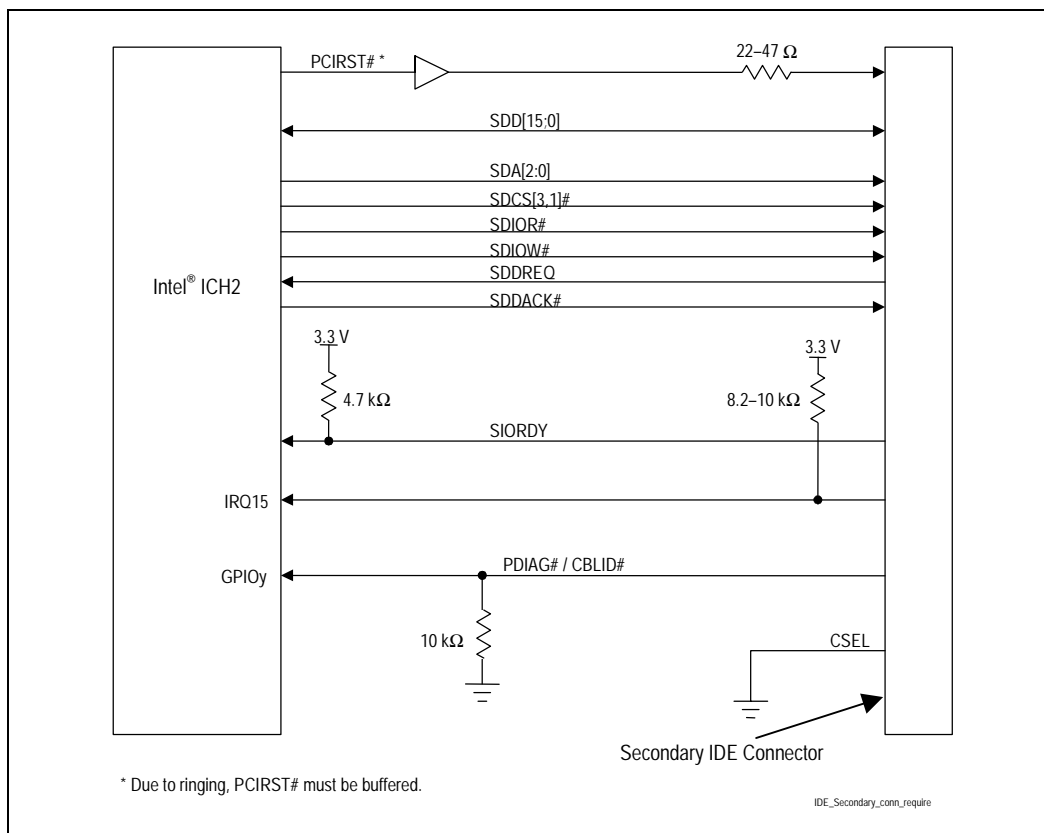 PCIRST# *
22–47 Ω
SDD[15;0]
SDA[2:0]
SDCS[3,1]#
SDIOR#
SDIOW#
SDDREQ
Intel® ICH2
SDDACK#
3.3 V
3.3 V
4.7 kΩ
8.2–10 kΩ
SIORDY
IRQ15
PDIAG# / CBLID#
GPIOy
10 kΩ
CSEL
Secondary IDE Connector
* Due to ringing, PCIRST# must be buffered.
IDE_Secondary_conn_require